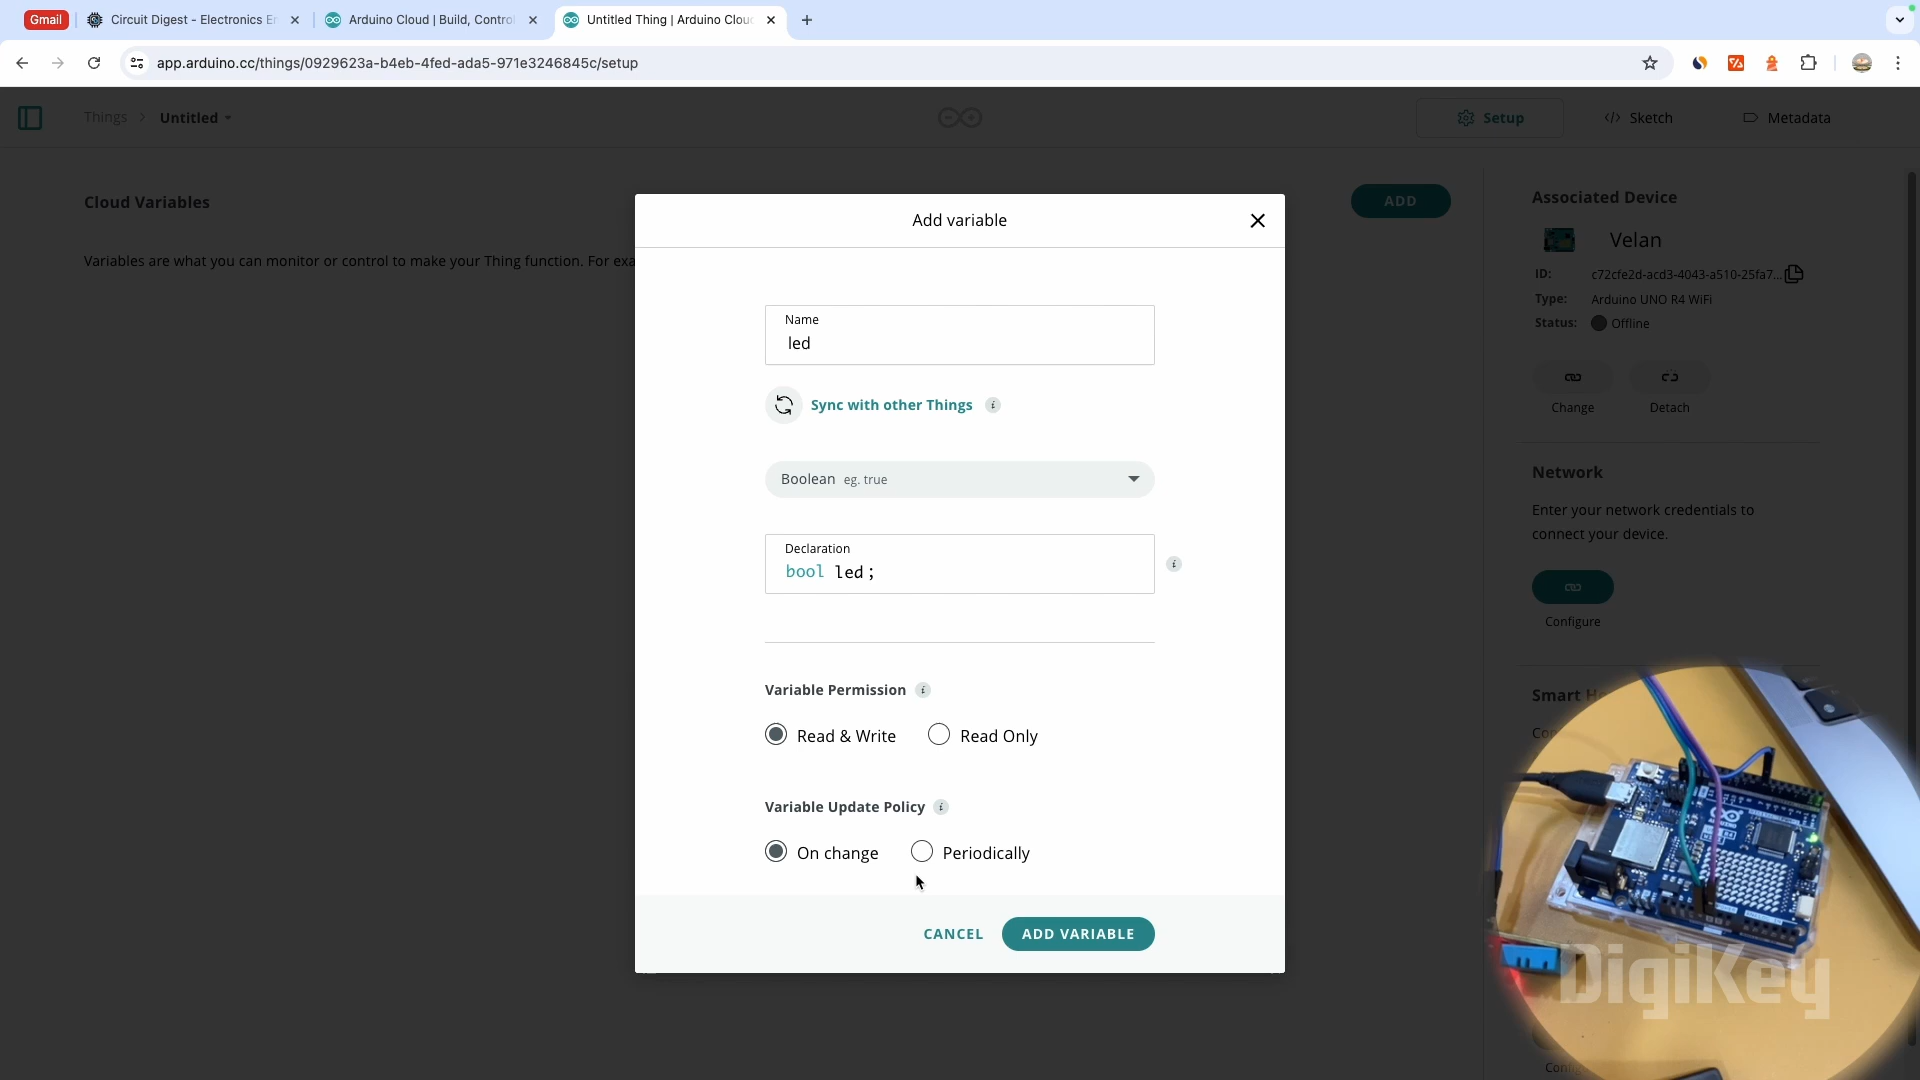 Gmail
Circuit Digest - Electronics E
Arduino Cloud | Build, Contro
Untitled Thing | Arduino Clou
app.arduino.cc/things/0929623a-b4eb-4fed-ada5-971e3246845c/setup
Things > Untitled
Setup
</> Sketch
Metadata
Cloud Variables
ADD
Variables are what you can monitor or control to make your Thing function. For exa
Add variable
Name
led
Sync with other Things
Boolean eg. true
Declaration
bool led;
Variable Permission
Read & Write
Read Only
Variable Update Policy
On change
Periodically
CANCEL
ADD VARIABLE
Associated Device
Velan
ID: c72cfe2d-acd3-4043-a510-25fa7...
Type: Arduino UNO R4 WiFi
Status: Offline
Change
Detach
Network
Enter your network credentials to
connect your device.
Configure
Smart H
Co
DigiKey
Conf